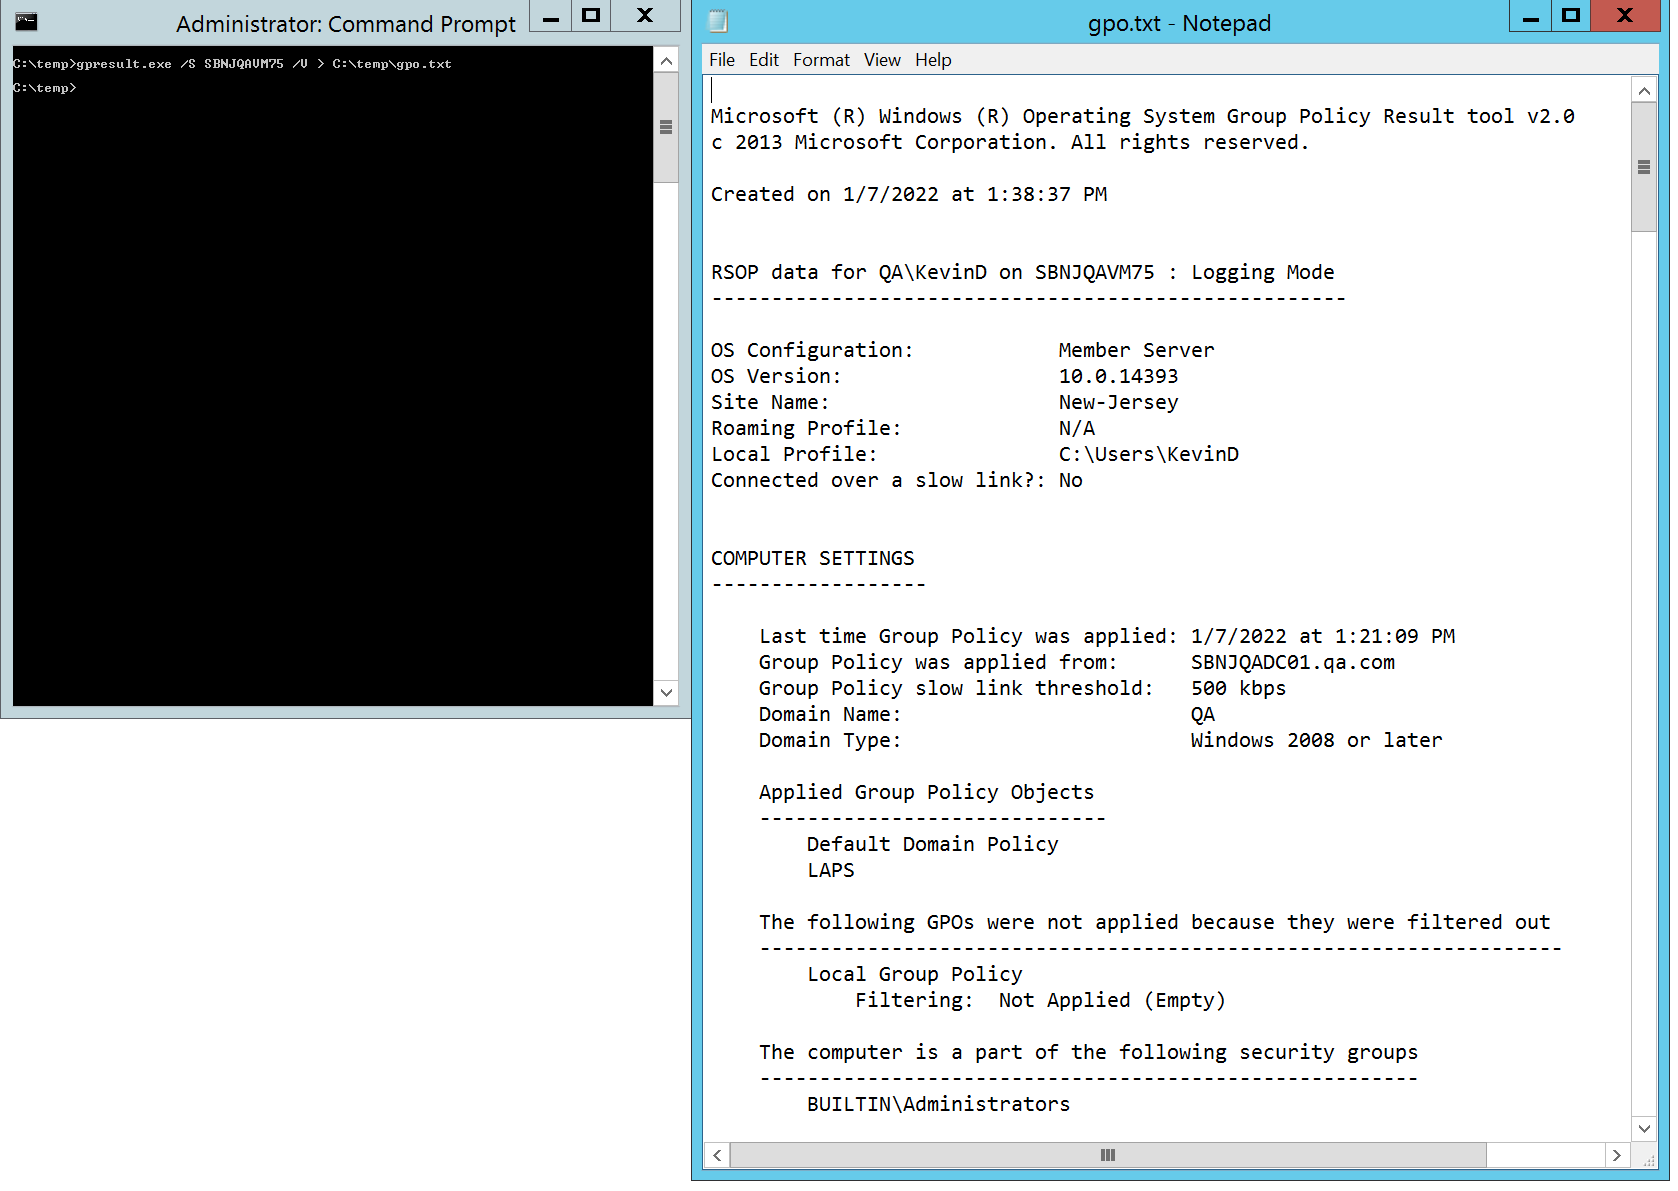 Administrator: Command Prompt
C:\temp>gpresult.exe /S SBNJQAVM75 /V > C:\temp\gpo.txt
C:\temp>
gpo.txt - Notepad
File Edit Format View Help
Microsoft (R) Windows (R) Operating System Group Policy Result tool v2.0
c 2013 Microsoft Corporation. All rights reserved.
Created on 1/7/2022 at 1:38:37 PM
RSOP data for QA\KevinD on SBNJQAVM75 : Logging Mode
-----------------------------------------------------
OS Configuration: Member Server
OS Version: 10.0.14393
Site Name: New-Jersey
Roaming Profile: N/A
Local Profile: C:\Users\KevinD
Connected over a slow link?: No
COMPUTER SETTINGS
------------------
Last time Group Policy was applied: 1/7/2022 at 1:21:09 PM
Group Policy was applied from: SBNJQADC01.qa.com
Group Policy slow link threshold: 500 kbps
Domain Name: QA
Domain Type: Windows 2008 or later
Applied Group Policy Objects
-----------------------------
Default Domain Policy
LAPS
The following GPOs were not applied because they were filtered out
-------------------------------------------------------------------
Local Group Policy
Filtering: Not Applied (Empty)
The computer is a part of the following security groups
-------------------------------------------------------
BUILTIN\Administrators